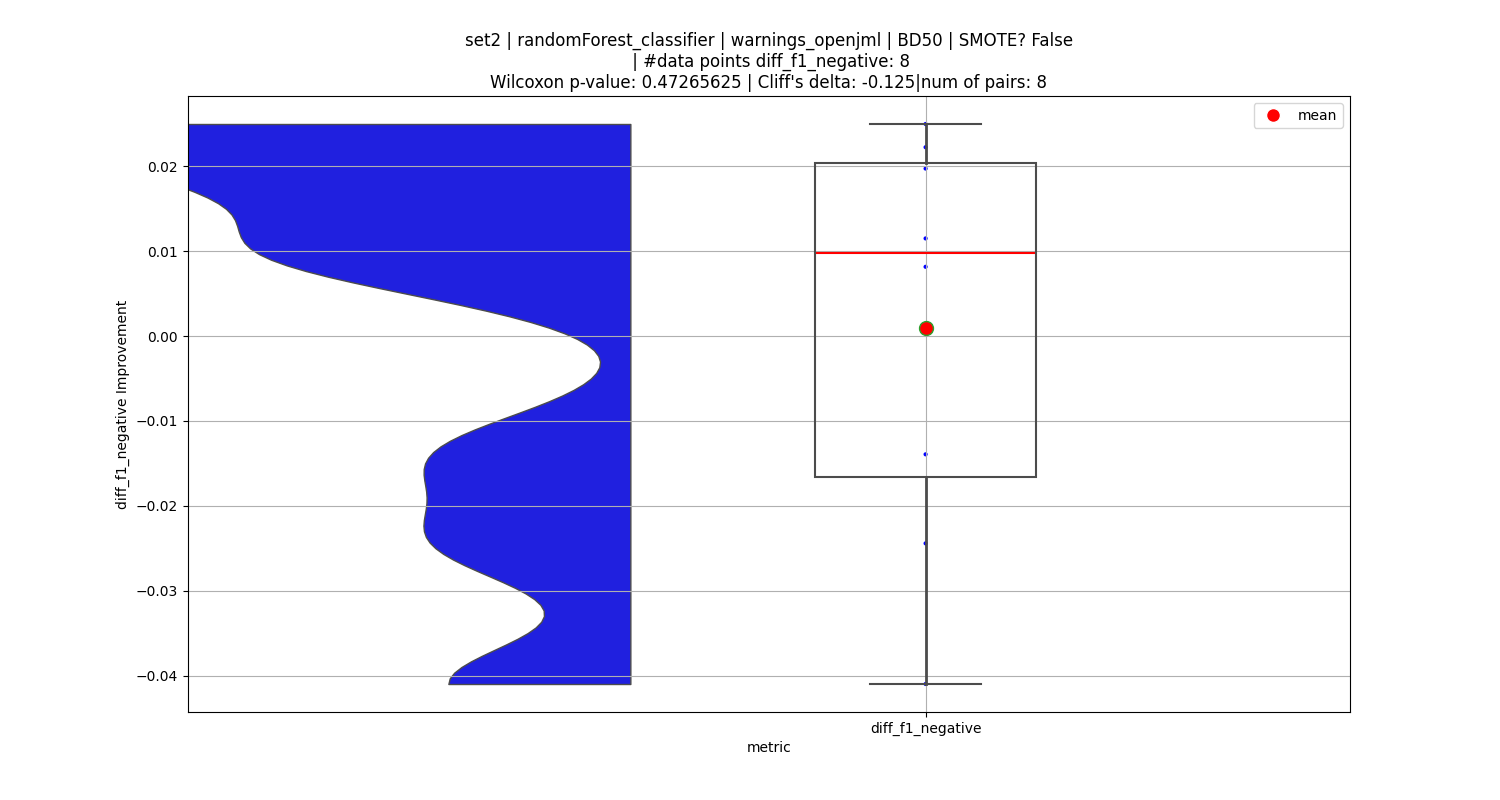 set2 | randomForest_classifier | warnings_openjml | BD50 | SMOTE? False
| #data points diff_f1_negative: 8
Wilcoxon p-value: 0.47265625 | Cliff's delta: -0.125|num of pairs: 8
mean
0.02
0.01
0.00
−0.01
−0.02
−0.03
−0.04
diff_f1_negative Improvement
diff_f1_negative
metric